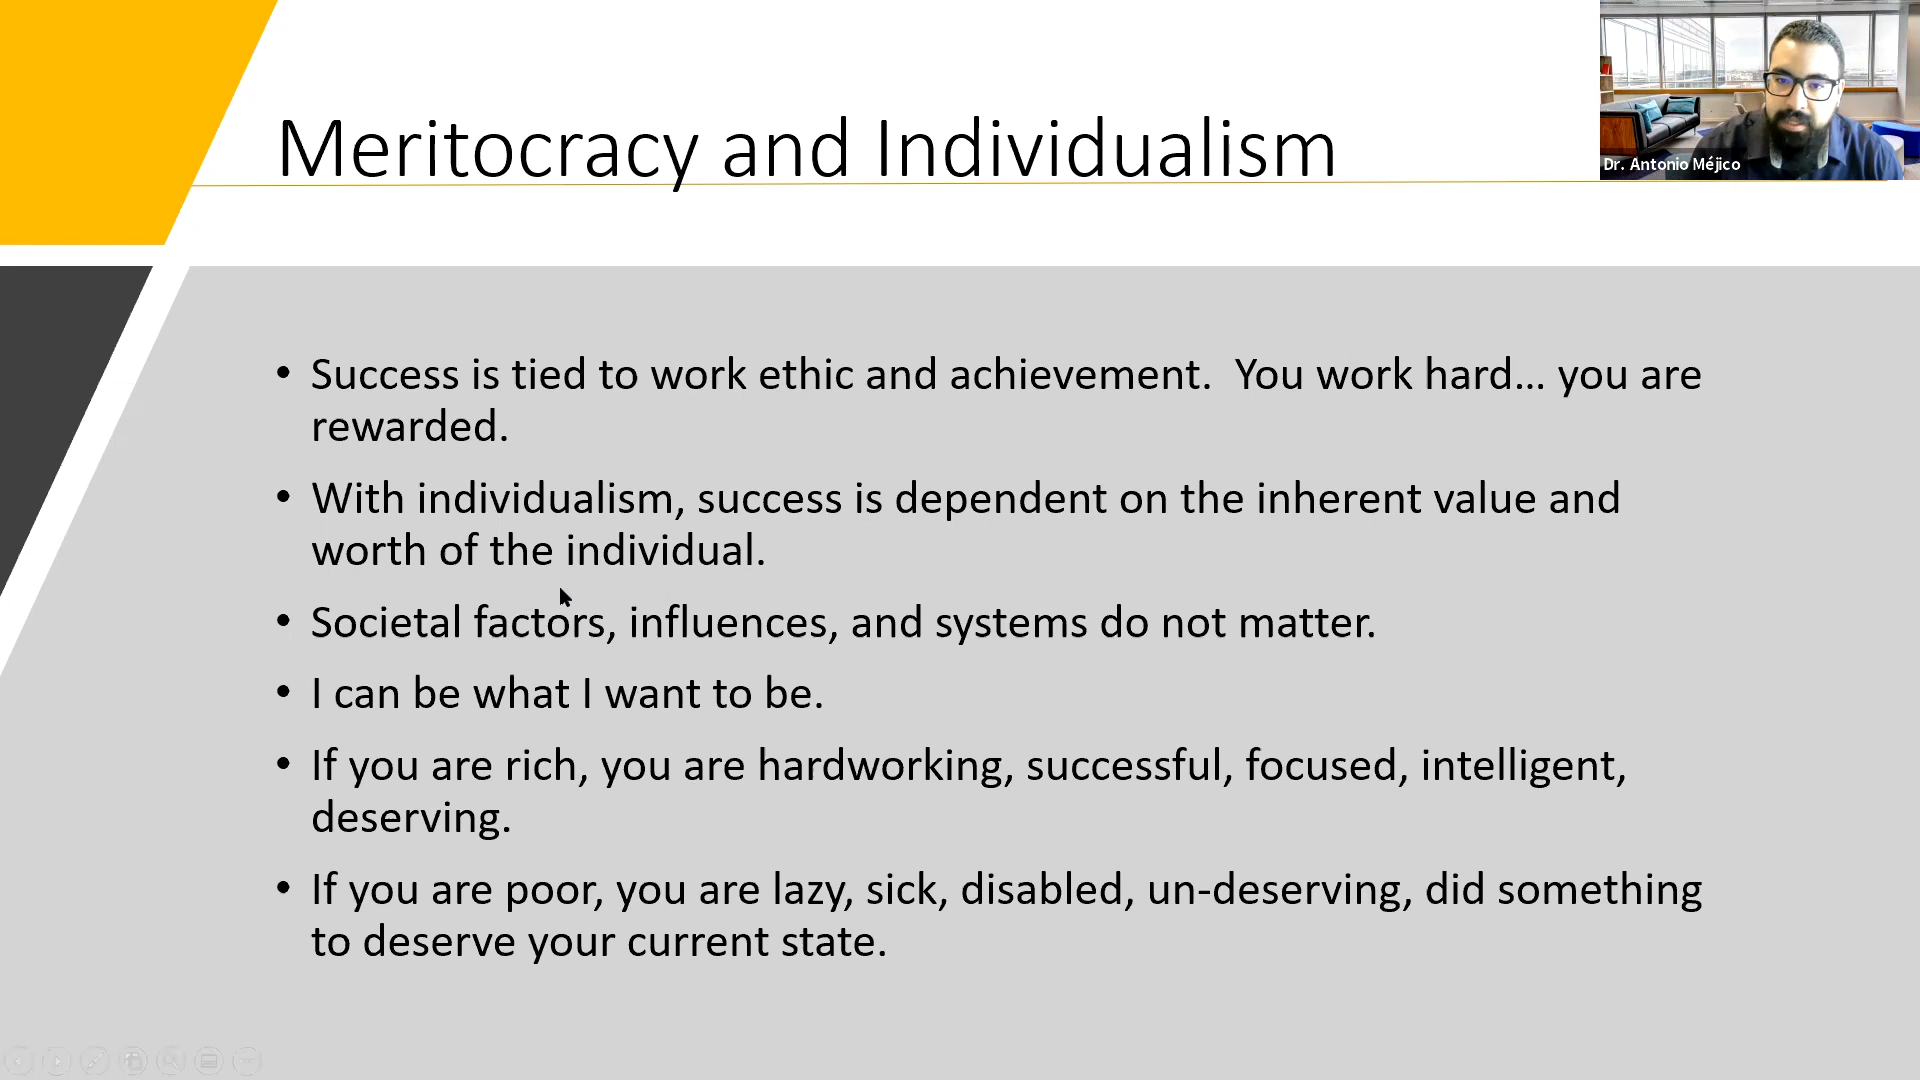 Meritocracy and Individualism
Dr. Antonio Méjico
• Success is tied to work ethic and achievement.  You work hard... you are
rewarded.
• With individualism, success is dependent on the inherent value and
worth of the individual.
• Societal factors, influences, and systems do not matter.
• I can be what I want to be.
• If you are rich, you are hardworking, successful, focused, intelligent,
deserving.
• If you are poor, you are lazy, sick, disabled, un-deserving, did something
to deserve your current state.